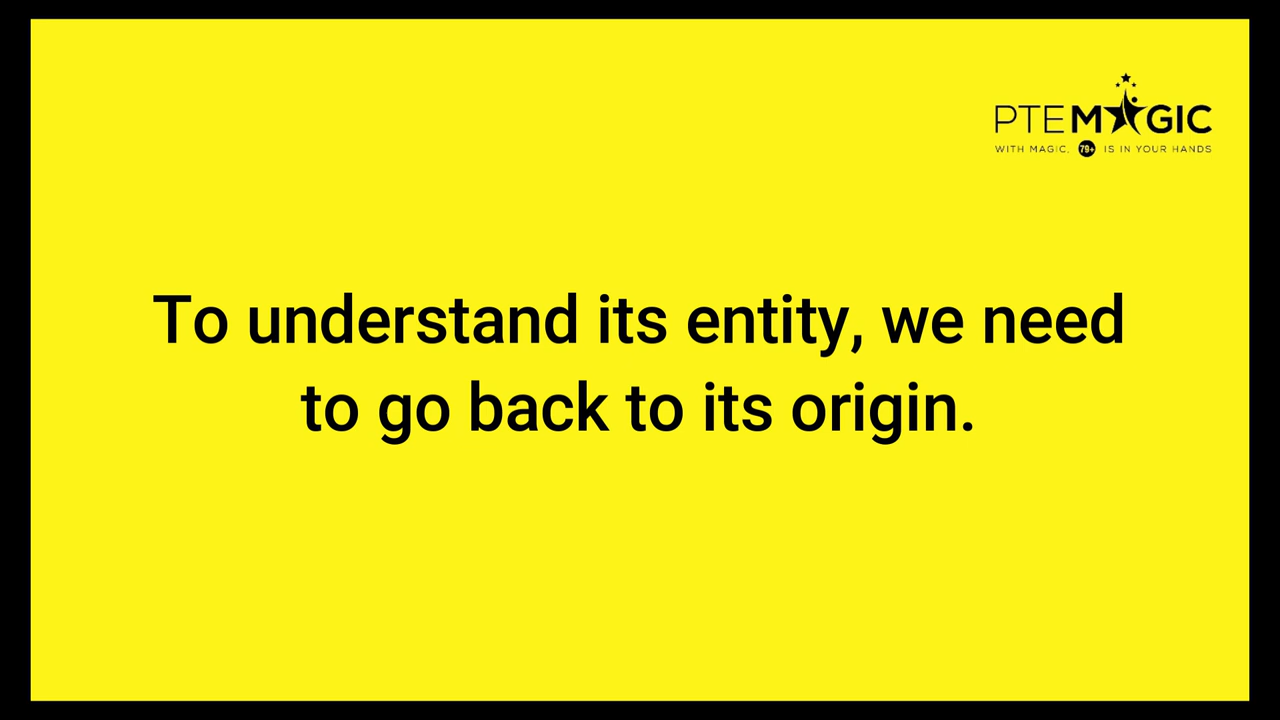 PTEMAGIC
WITH MAGIC, 79+ IS IN YOUR HANDS
To understand its entity, we need
to go back to its origin.